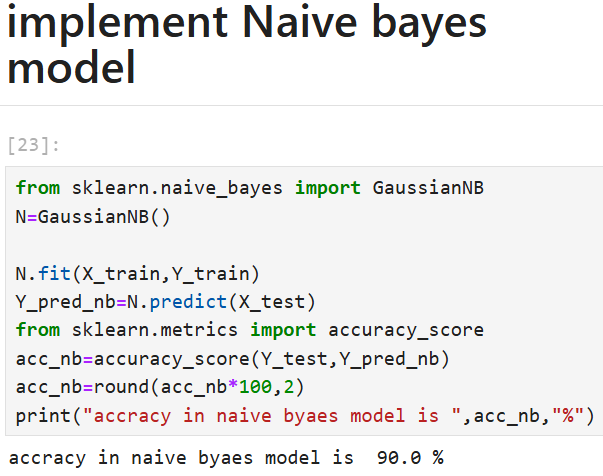 implement Naive bayes
model
[23]:
from sklearn.naive_bayes import GaussianNB
N=GaussianNB()
N.fit(X_train,Y_train)
Y_pred_nb=N.predict(X_test)
from sklearn.metrics import accuracy_score
acc_nb=accuracy_score(Y_test,Y_pred_nb)
acc_nb=round(acc_nb*100,2)
print("accracy in naive byaes model is ",acc_nb,"%")
accracy in naive byaes model is  90.0 %